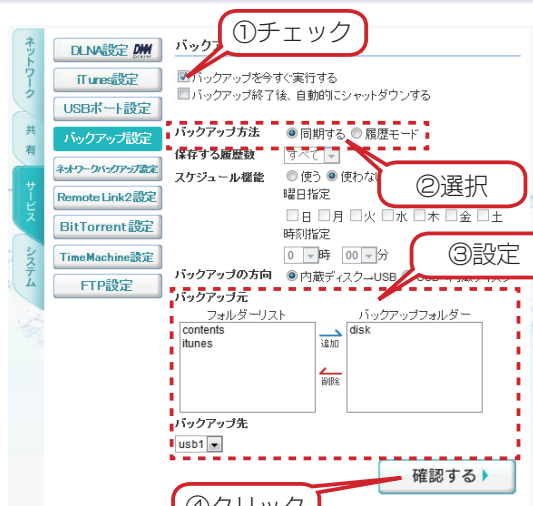 ネットワーク
共有
サービス
システム
DLNA設定
iTunes設定
USBポート設定
バックアップ設定
ネットワークバックアップ設定
Remote Link2設定
BitTorrent設定
TimeMachine設定
FTP設定
①チェック
バックアップを今すぐ実行する
バックアップ終了後、自動的にシャットダウンする
バックアップ方法 同期する 履歴モード
保存する履歴数 すべて
②選択
スケジュール機能 使う 使わない
曜日指定
日 月 火 水 木 金 土
時刻指定
0 時 00 分
③設定
バックアップの方向 内蔵ディスク→USB
バックアップ元
フォルダーリスト バックアップフォルダー
contents
itunes
追加
削除
disk
バックアップ先
usb1
確認する
④クリック